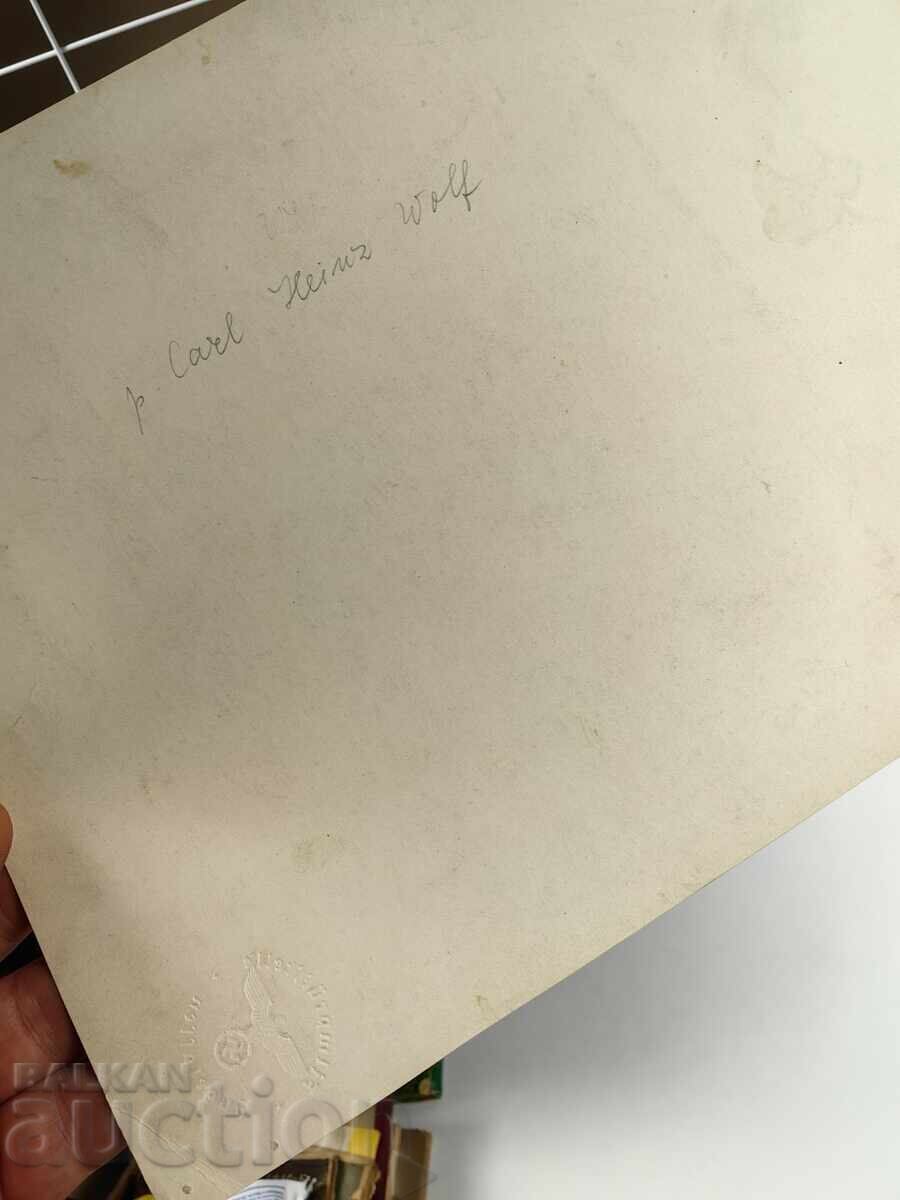 p. Carl Heinz Wolf
BALKAN
auction